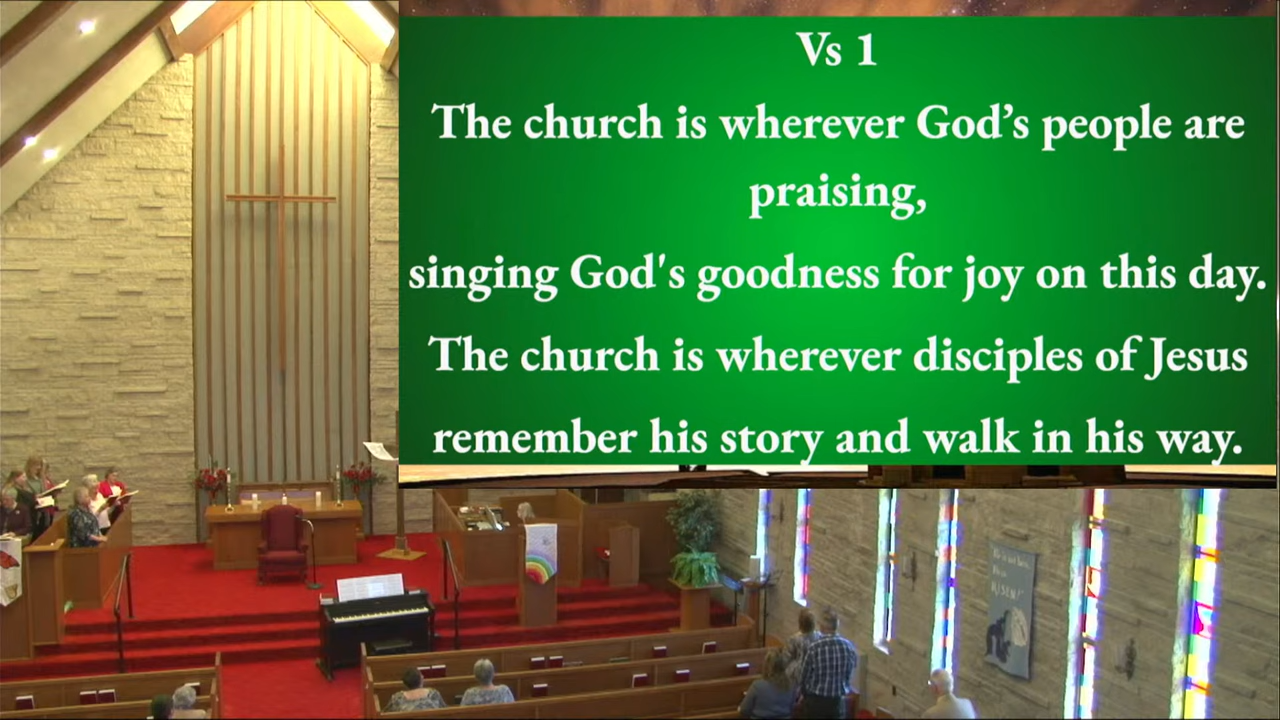 Vs 1
The church is wherever God’s people are
praising,
singing God's goodness for joy on this day.
The church is wherever disciples of Jesus
remember his story and walk in his way.
RISEN!